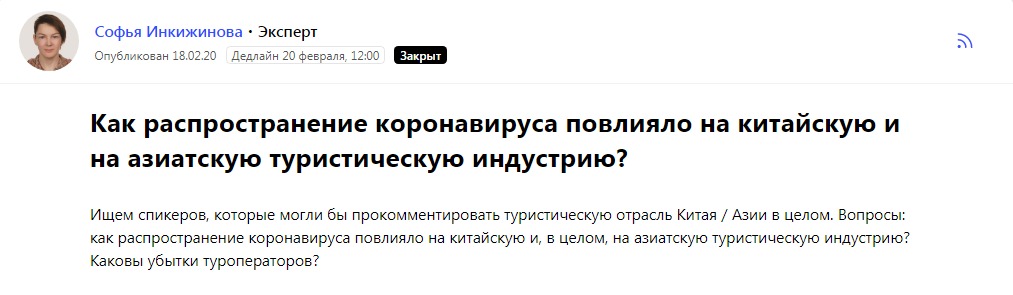 Софья Инкижинова • Эксперт
Опубликован 18.02.20 Дедлайн 20 февраля, 12:00 Закрыт
Как распространение коронавируса повлияло на китайскую и
на азиатскую туристическую индустрию?
Ищем спикеров, которые могли бы прокомментировать туристическую отрасль Китая / Азии в целом. Вопросы:
как распространение коронавируса повлияло на китайскую и, в целом, на азиатскую туристическую индустрию?
Каковы убытки туроператоров?